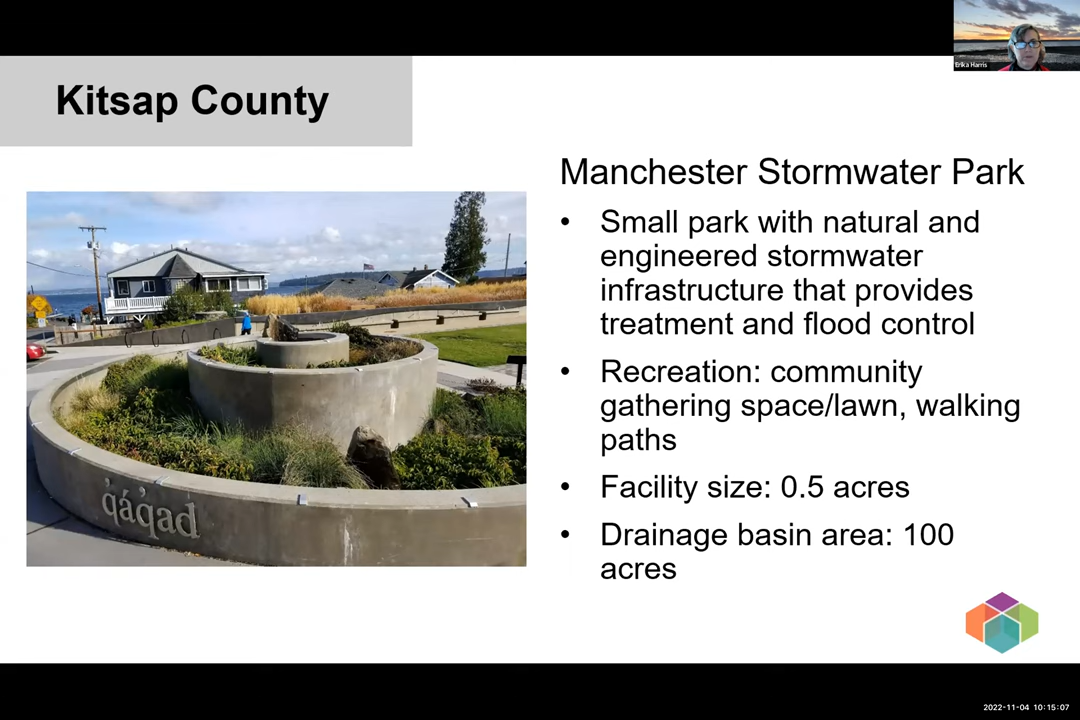 Erika Harris
Kitsap County
Manchester Stormwater Park
• Small park with natural and
engineered stormwater
infrastructure that provides
treatment and flood control
• Recreation: community
gathering space/lawn, walking
paths
• Facility size: 0.5 acres
• Drainage basin area: 100
acres
q̓áq̓ad
2022-11-04 10:15:07